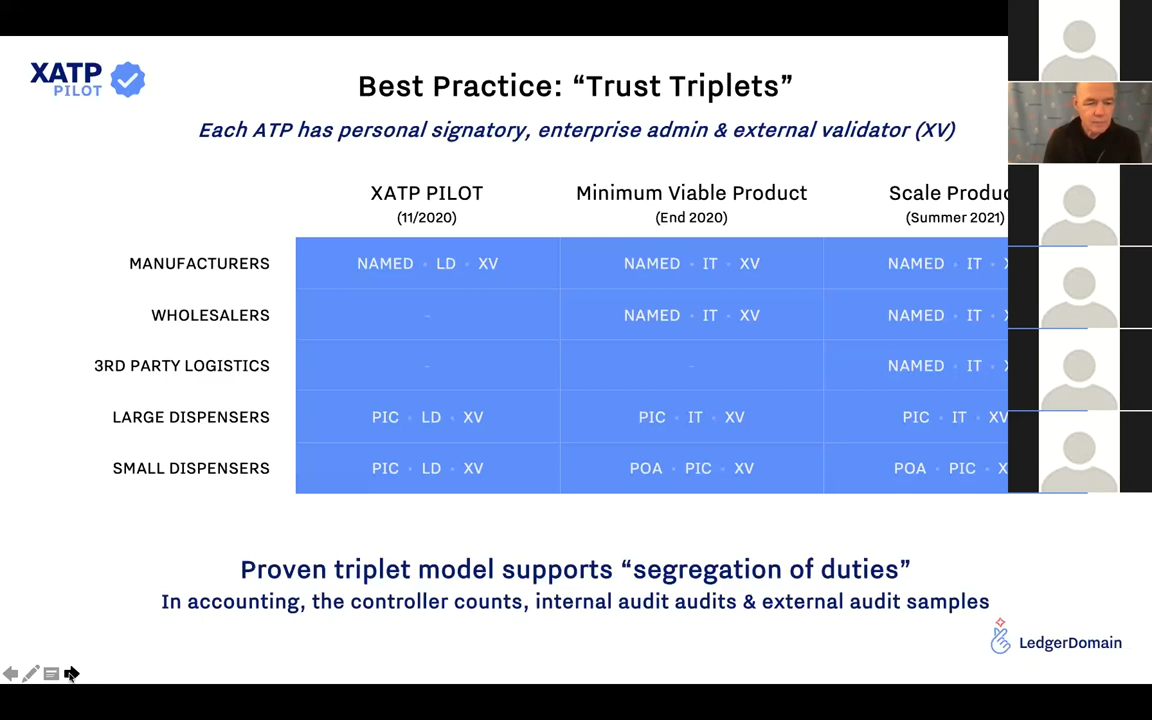 XATP
PILOT
Best Practice: “Trust Triplets”
Each ATP has personal signatory, enterprise admin & external validator (XV)
XATP PILOT
(11/2020)
Minimum Viable Product
(End 2020)
Scale Produc
(Summer 2021)
MANUFACTURERS NAMED · LD · XV NAMED · IT · XV NAMED · IT ·
WHOLESALERS - NAMED · IT · XV NAMED · IT ·
3RD PARTY LOGISTICS - - NAMED · IT ·
LARGE DISPENSERS PIC · LD · XV PIC · IT · XV PIC · IT · XV
SMALL DISPENSERS PIC · LD · XV POA · PIC · XV POA · PIC ·
Proven triplet model supports “segregation of duties”
In accounting, the controller counts, internal audit audits & external audit samples
LedgerDomain